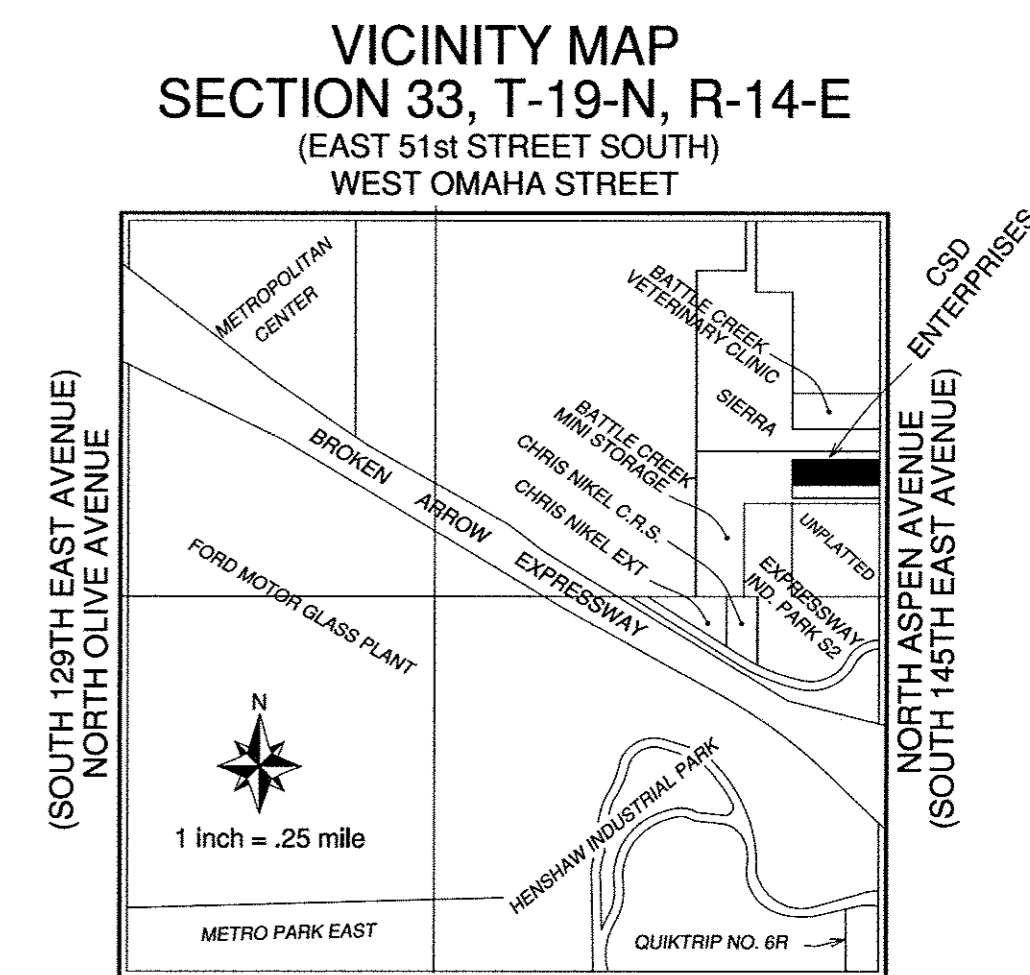 VICINITY MAP
SECTION 33, T-19-N, R-14-E
(EAST 51st STREET SOUTH)
WEST OMAHA STREET
METROPOLITAN
CENTER
BATTLE CREEK
VETERINARY CLINIC
CSD
ENTERPRISES
SIERRA
(SOUTH 129TH EAST AVENUE)
NORTH OLIVE AVENUE
BROKEN ARROW EXPRESSWAY
BATTLE CREEK
MINI STORAGE
CHRIS NIKEL C.R.S.
CHRIS NIKEL EXT
UNPLATTED
EXPRESSWAY
IND. PARK S2
NORTH ASPEN AVENUE
(SOUTH 145TH EAST AVENUE)
FORD MOTOR GLASS PLANT
N
1 inch = .25 mile
HENSHAW INDUSTRIAL PARK
METRO PARK EAST
QUIKTRIP NO. 6R